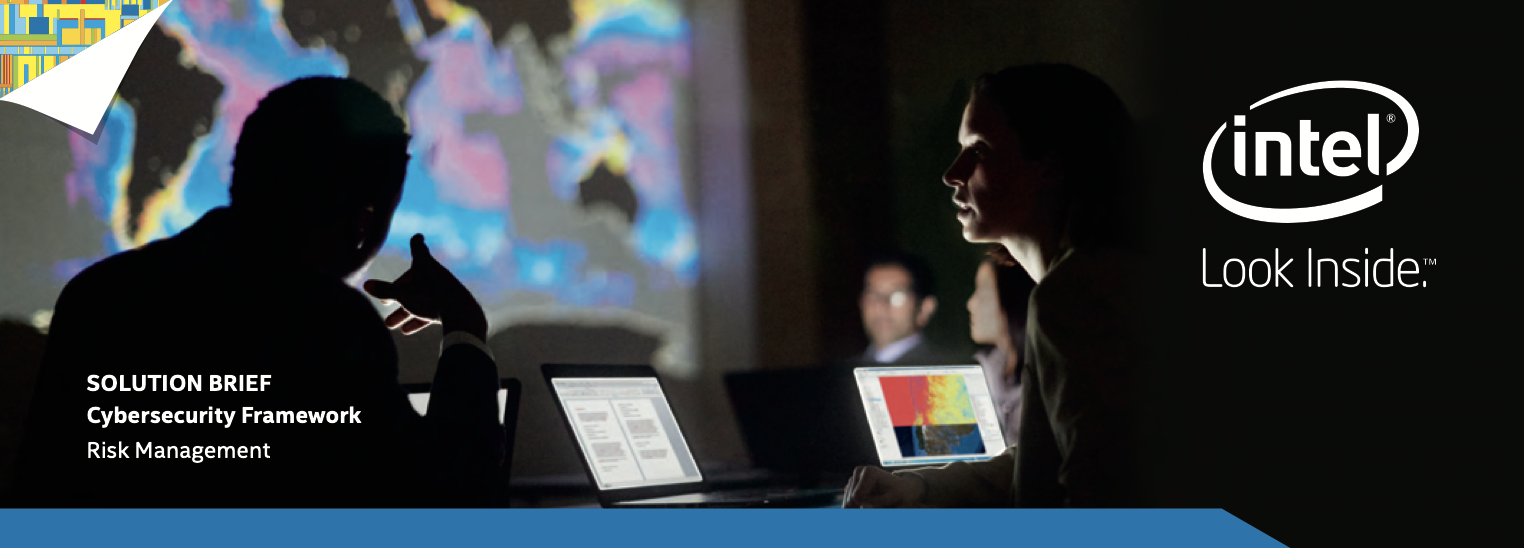 SOLUTION BRIEF
Cybersecurity Framework
Risk Management
intel®
Look Inside.™